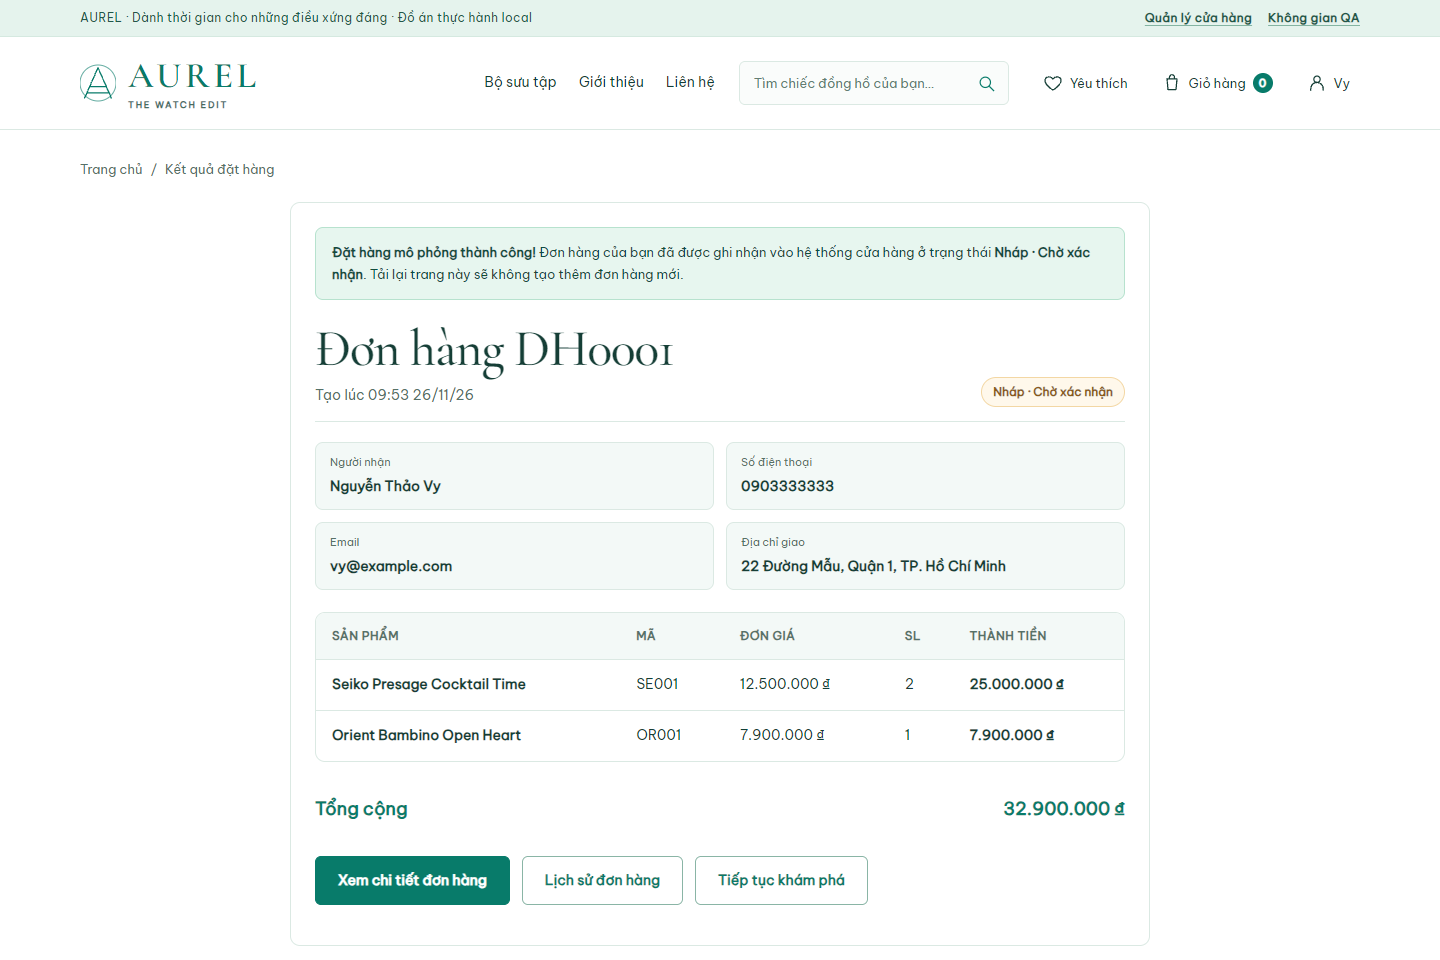 AUREL · Dành thời gian cho những điều xứng đáng · Đồ án thực hành local
Quản lý cửa hàng
Không gian QA
AUREL
THE WATCH EDIT
Bộ sưu tập
Giới thiệu
Liên hệ
Tìm chiếc đồng hồ của bạn...
Yêu thích
Giỏ hàng 0
Vy
Trang chủ / Kết quả đặt hàng
Đặt hàng mô phỏng thành công! Đơn hàng của bạn đã được ghi nhận vào hệ thống cửa hàng ở trạng thái Nháp · Chờ xác
nhận. Tải lại trang này sẽ không tạo thêm đơn hàng mới.
Đơn hàng DH0001
Tạo lúc 09:53 26/11/26
Nháp · Chờ xác nhận
Người nhận
Nguyễn Thảo Vy
Số điện thoại
0903333333
Email
vy@example.com
Địa chỉ giao
22 Đường Mẫu, Quận 1, TP. Hồ Chí Minh
SẢN PHẨM MÃ ĐƠN GIÁ SL THÀNH TIỀN
Seiko Presage Cocktail Time SE001 12.500.000 ₫ 2 25.000.000 ₫
Orient Bambino Open Heart OR001 7.900.000 ₫ 1 7.900.000 ₫
Tổng cộng 32.900.000 ₫
Xem chi tiết đơn hàng
Lịch sử đơn hàng
Tiếp tục khám phá